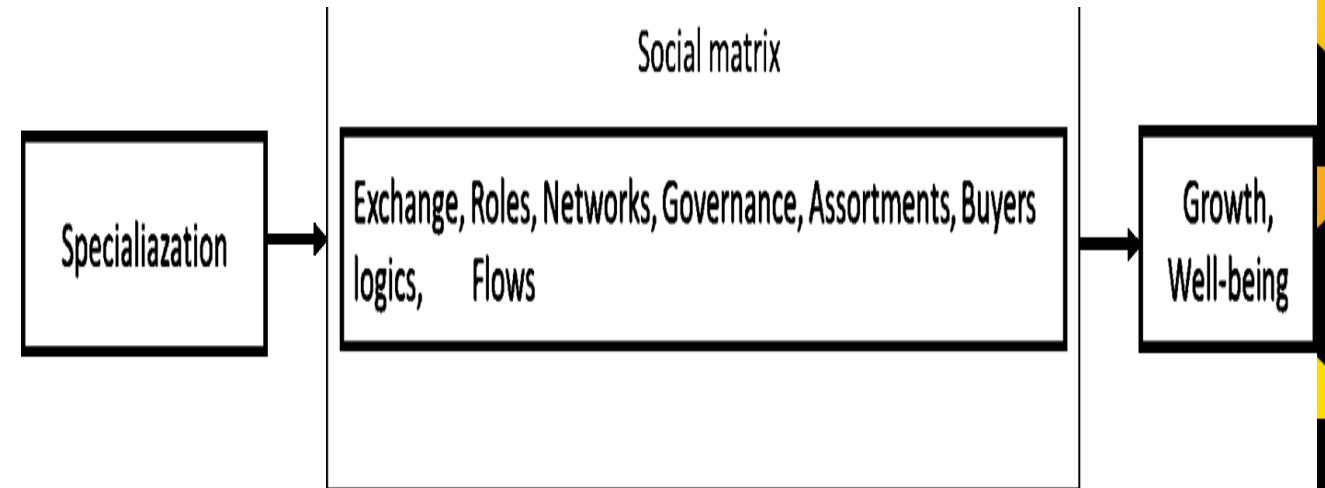 Social matrix
Specialiazation
Exchange, Roles, Networks, Governance, Assortments, Buyers
logics, Flows
Growth,
Well-being